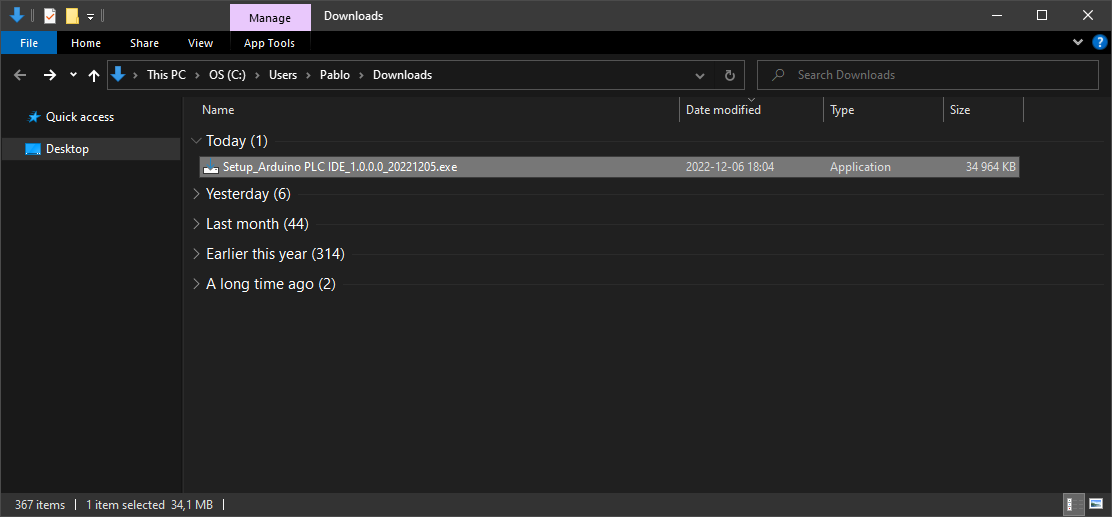 Manage Downloads
File Home Share View App Tools
This PC OS (C:) Users Pablo Downloads Search Downloads
Name Date modified Type Size
Quick access
Today (1)
Desktop
Setup_Arduino PLC IDE_1.0.0.0_20221205.exe 2022-12-06 18:04 Application 34 964 KB
Yesterday (6)
Last month (44)
Earlier this year (314)
A long time ago (2)
367 items 1 item selected 34,1 MB